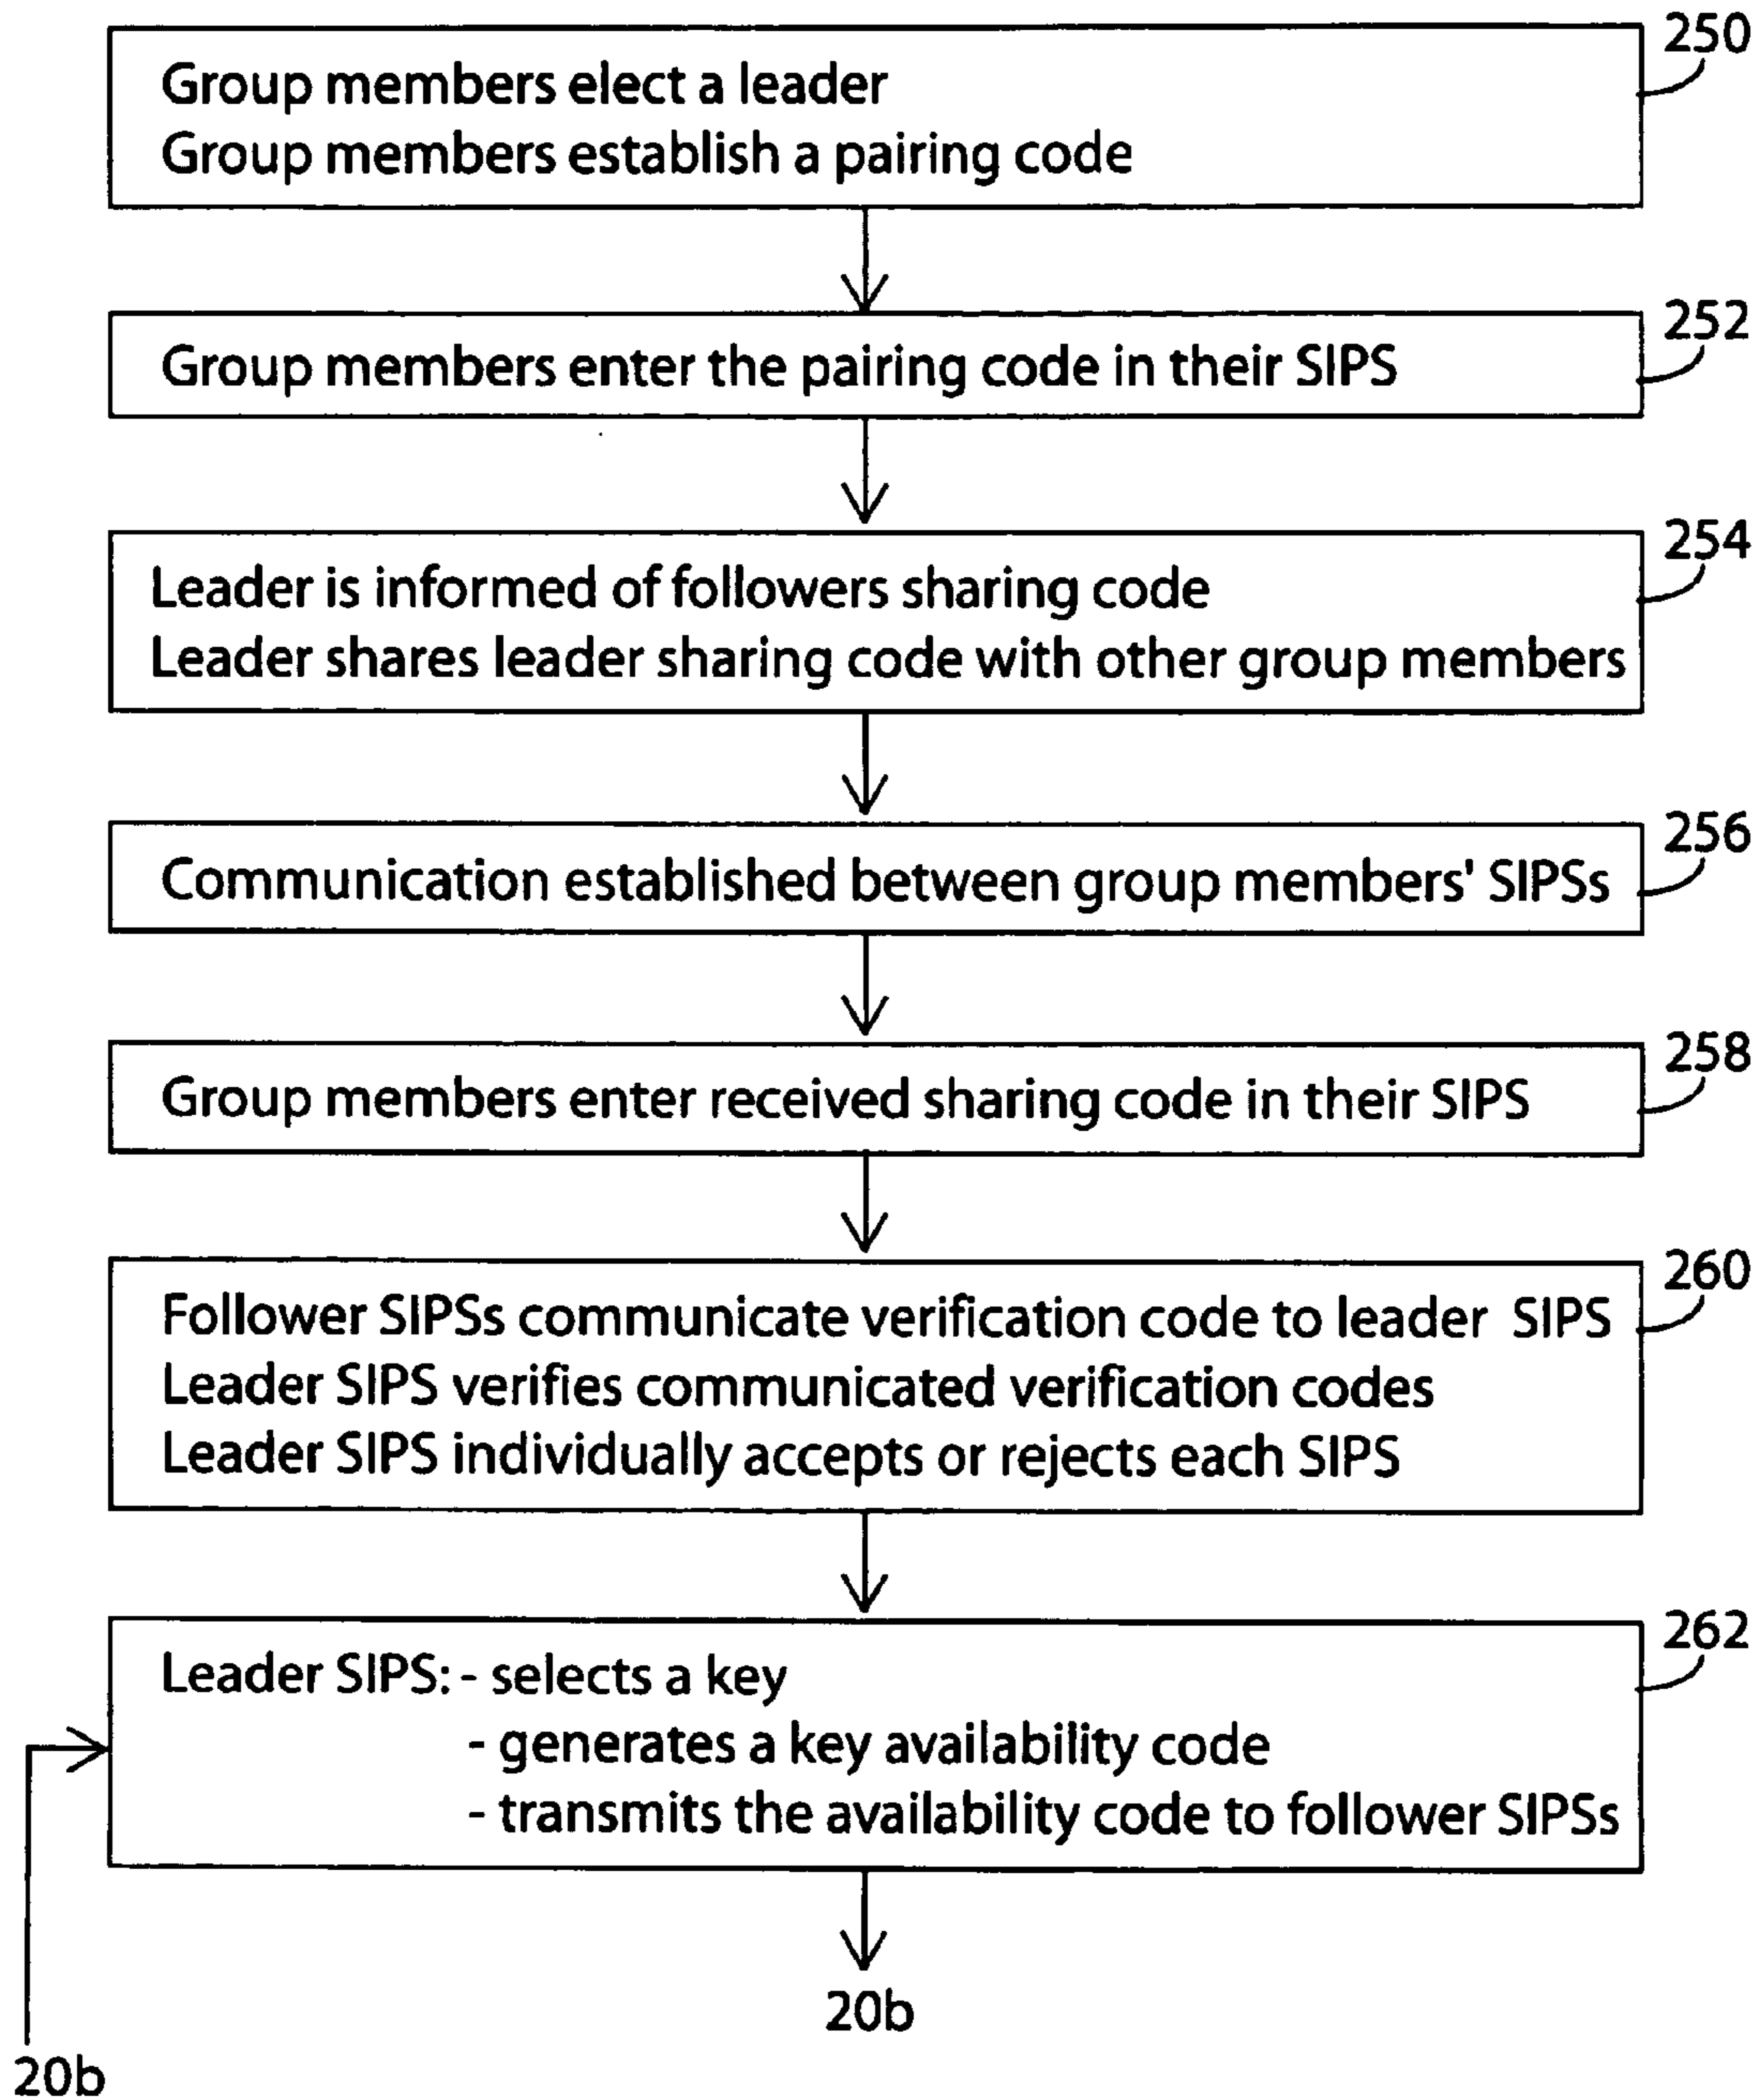 250
Group members elect a leader
Group members establish a pairing code
252
Group members enter the pairing code in their SIPS
254
Leader is informed of followers sharing code
Leader shares leader sharing code with other group members
256
Communication established between group members' SIPSs
258
Group members enter received sharing code in their SIPS
260
Follower SIPSs communicate verification code to leader SIPS
Leader SIPS verifies communicated verification codes
Leader SIPS individually accepts or rejects each SIPS
262
Leader SIPS: - selects a key
- generates a key availability code
- transmits the availability code to follower SIPSs
20b
20b